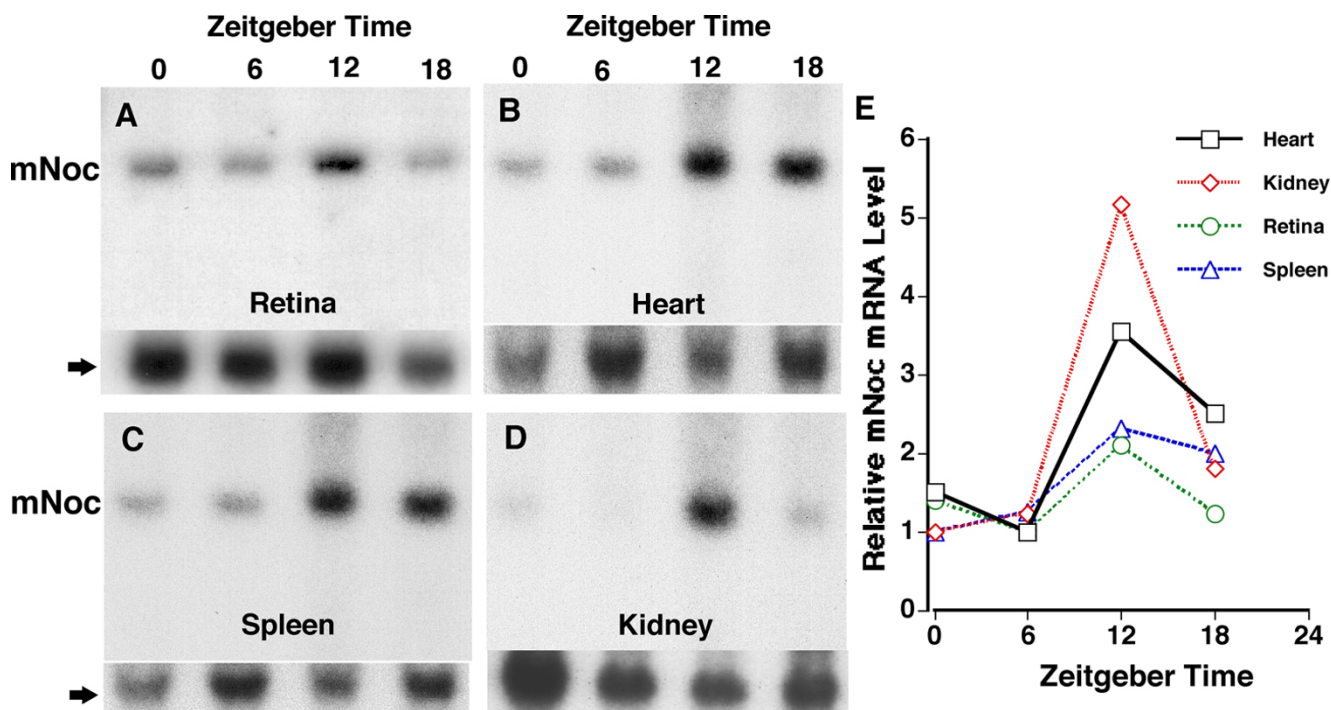 Zeitgeber Time
0 6 12 18
Zeitgeber Time
0 6 12 18
A
mNoc
Retina
B
Heart
C
mNoc
Spleen
D
Kidney
E
Relative mNoc mRNA Level
6
5
4
3
2
1
0
0 6 12 18 24
Zeitgeber Time
Heart
Kidney
Retina
Spleen